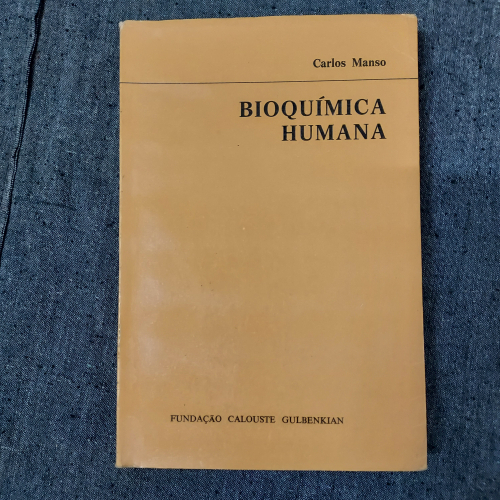 Carlos Manso
BIOQUÍMICA
HUMANA
FUNDAÇÃO CALOUSTE GULBENKIAN